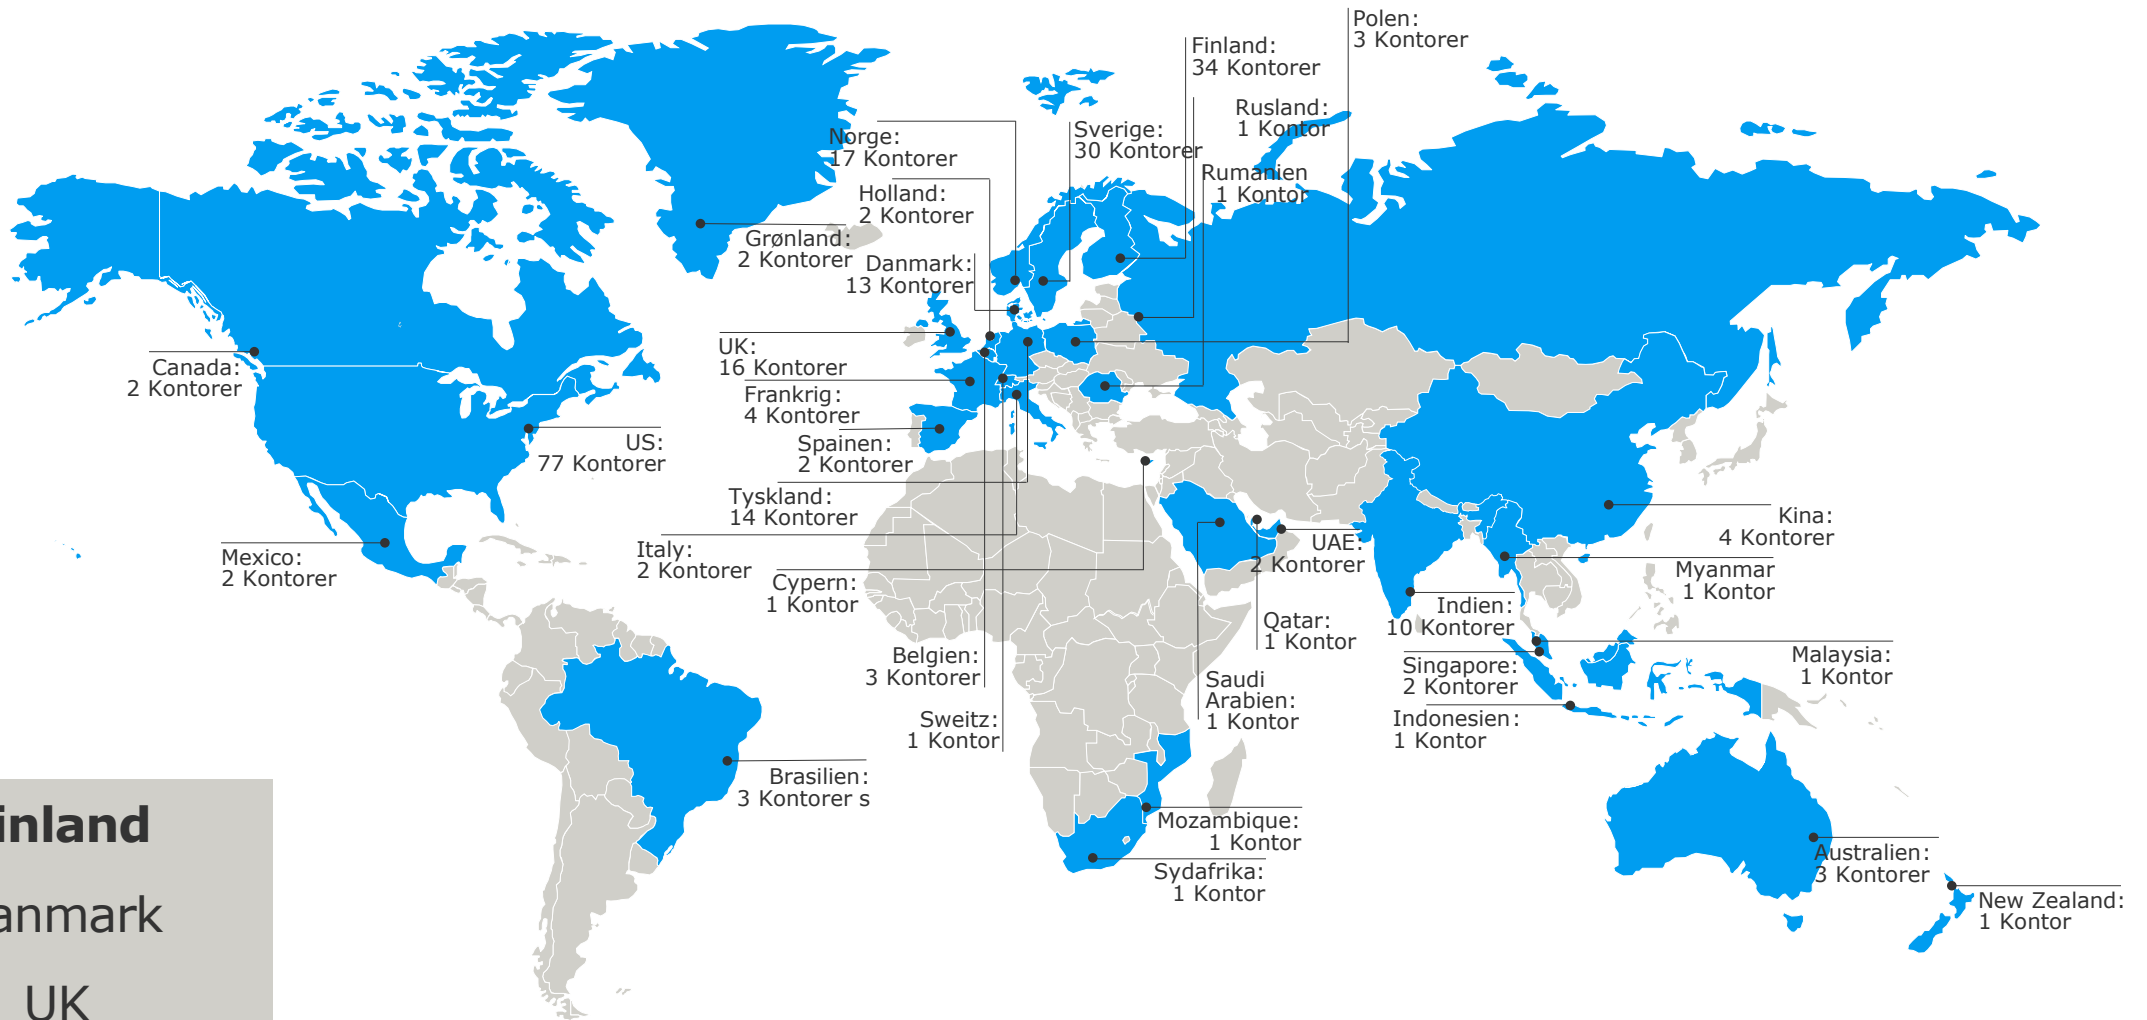 Polen:
3 Kontorer
Finland:
34 Kontorer
Rusland:
1 Kontor
Sverige:
30 Kontorer
Norge:
17 Kontorer
Rumanien
1 Kontor
Holland:
2 Kontorer
Grønland:
2 Kontorer
Danmark:
13 Kontorer
UK:
16 Kontorer
Canada:
2 Kontorer
Frankrig:
4 Kontorer
US:
77 Kontorer
Spainen:
2 Kontorer
Tyskland:
14 Kontorer
Kina:
4 Kontorer
Mexico:
2 Kontorer
Italy:
2 Kontorer
UAE:
2 Kontorer
Cypern:
1 Kontor
Myanmar
1 Kontor
Indien:
10 Kontorer
Qatar:
1 Kontor
Belgien:
3 Kontorer
Malaysia:
1 Kontor
Singapore:
2 Kontorer
Saudi
Arabien:
1 Kontor
Sweitz:
1 Kontor
Indonesien:
1 Kontor
Brasilien:
3 Kontorer s
Mozambique:
1 Kontor
Sydafrika:
1 Kontor
Australien:
3 Kontorer
New Zealand:
1 Kontor
inland
anmark
UK